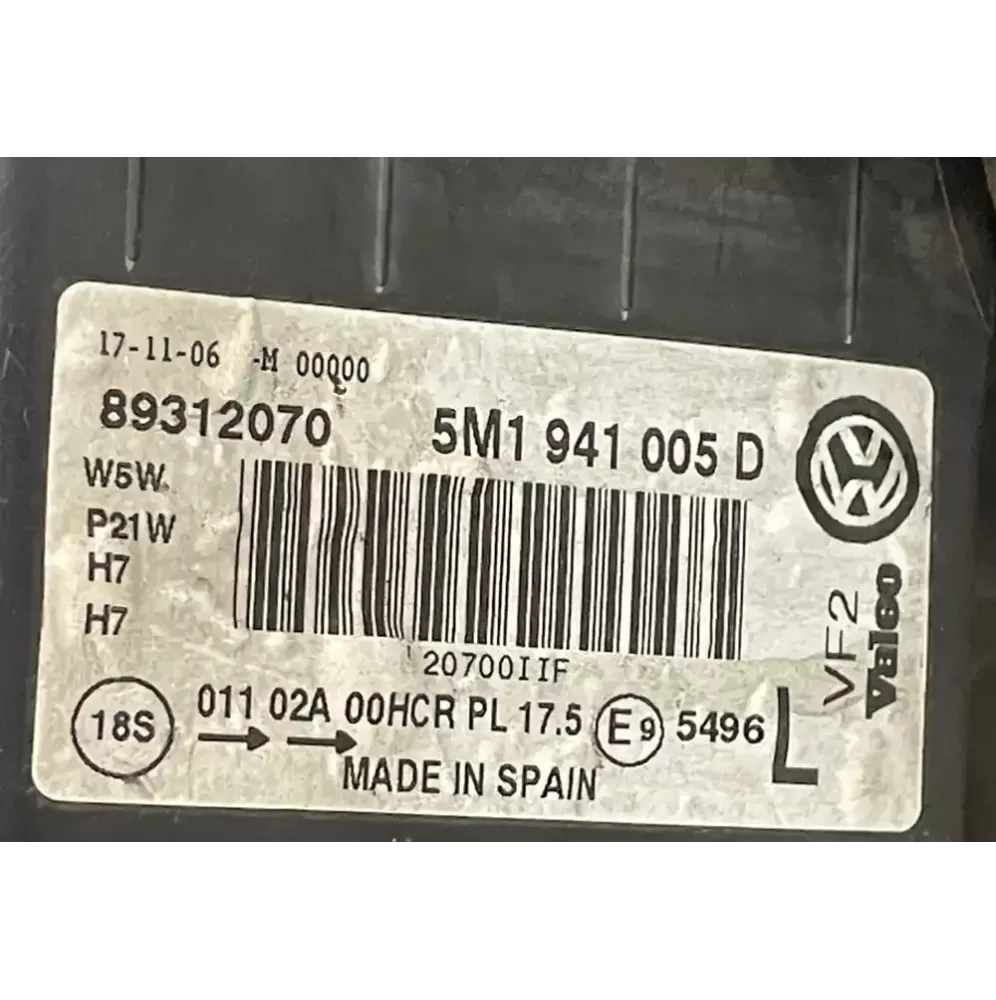 17-11-06 -M 00Q00
89312070 5M1 941 005 D
W5W
P21W
H7
H7
20700IIF
VF2
Valeo
18S 011 02A 00HCR PL 17.5 E9 5496 L
MADE IN SPAIN